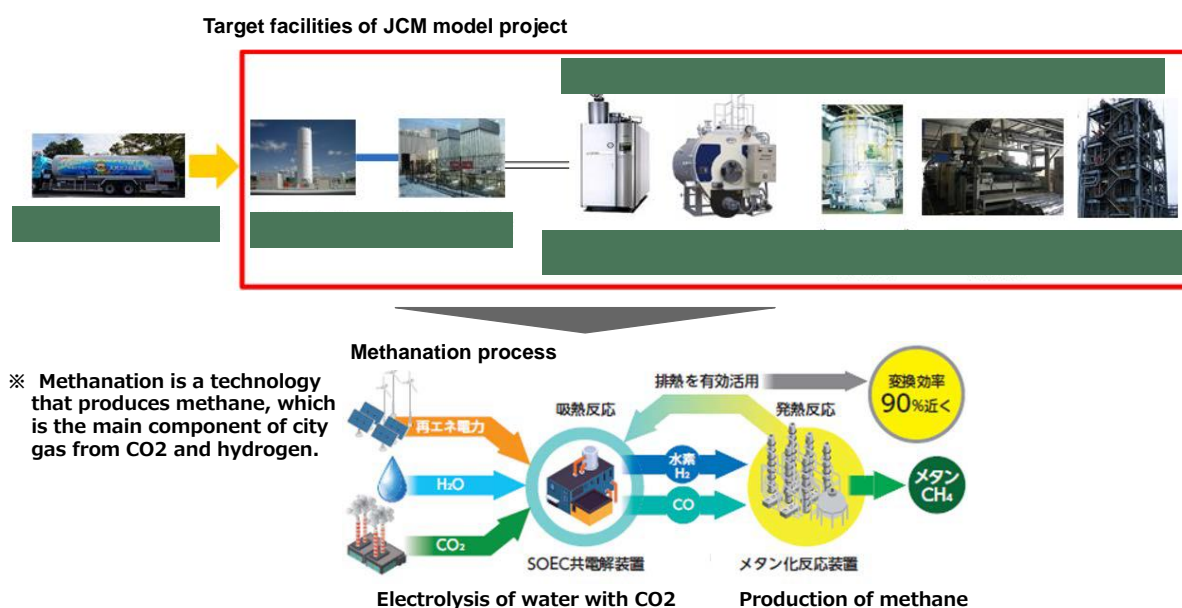 Target facilities of JCM model project
Methanation process
※ Methanation is a technology
that produces methane, which
is the main component of city
gas from CO2 and hydrogen.
排熱を有効活用
変換効率
90%近く
吸熱反応
発熱反応
再エネ電力
水素
H₂
H₂O
CO
メタン
CH₄
CO₂
SOEC共電解装置
メタン化反応装置
Electrolysis of water with CO2
Production of methane